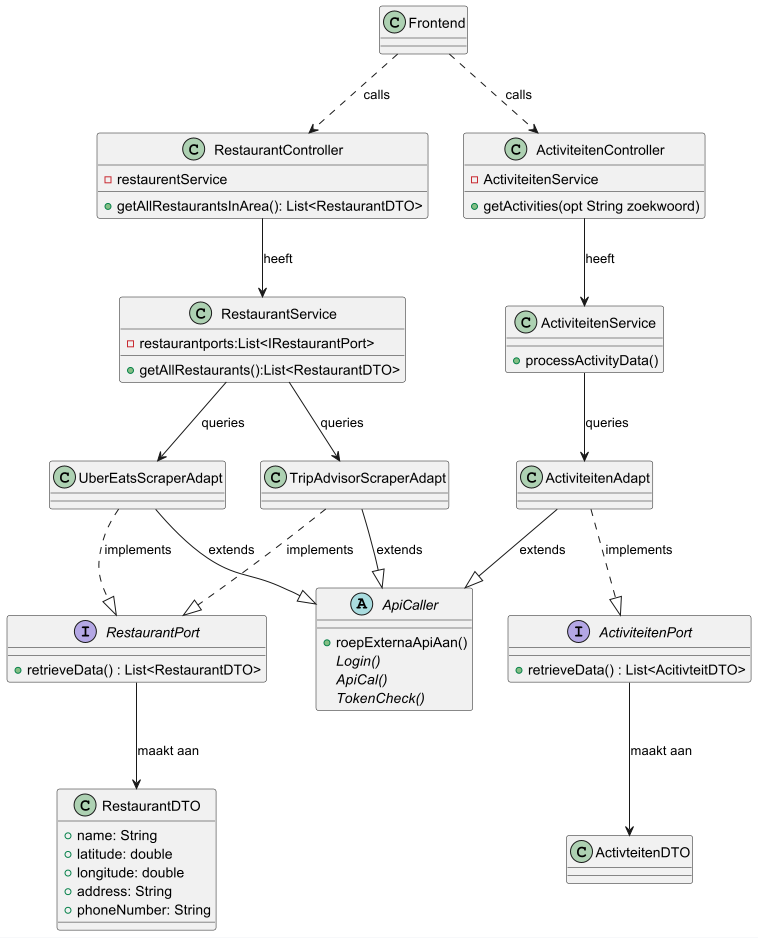 C Frontend
calls
calls
C RestaurantController
restaurentService
getAllRestaurantsInArea(): List<RestaurantDTO>
C ActiviteitenController
ActiviteitenService
getActivities(opt String zoekwoord)
heeft
heeft
C RestaurantService
restaurantports:List<IRestaurantPort>
getAllRestaurants():List<RestaurantDTO>
C ActiviteitenService
processActivityData()
queries
queries
queries
C UberEatsScraperAdapt
C TripAdvisorScraperAdapt
C ActiviteitenAdapt
implements
extends
implements
extends
extends
implements
I RestaurantPort
retrieveData() : List<RestaurantDTO>
A ApiCaller
roepExternaApiAan()
Login()
ApiCal()
TokenCheck()
I ActiviteitenPort
retrieveData() : List<AcitivteitDTO>
maakt aan
maakt aan
C RestaurantDTO
name: String
latitude: double
longitude: double
address: String
phoneNumber: String
C ActivteitenDTO